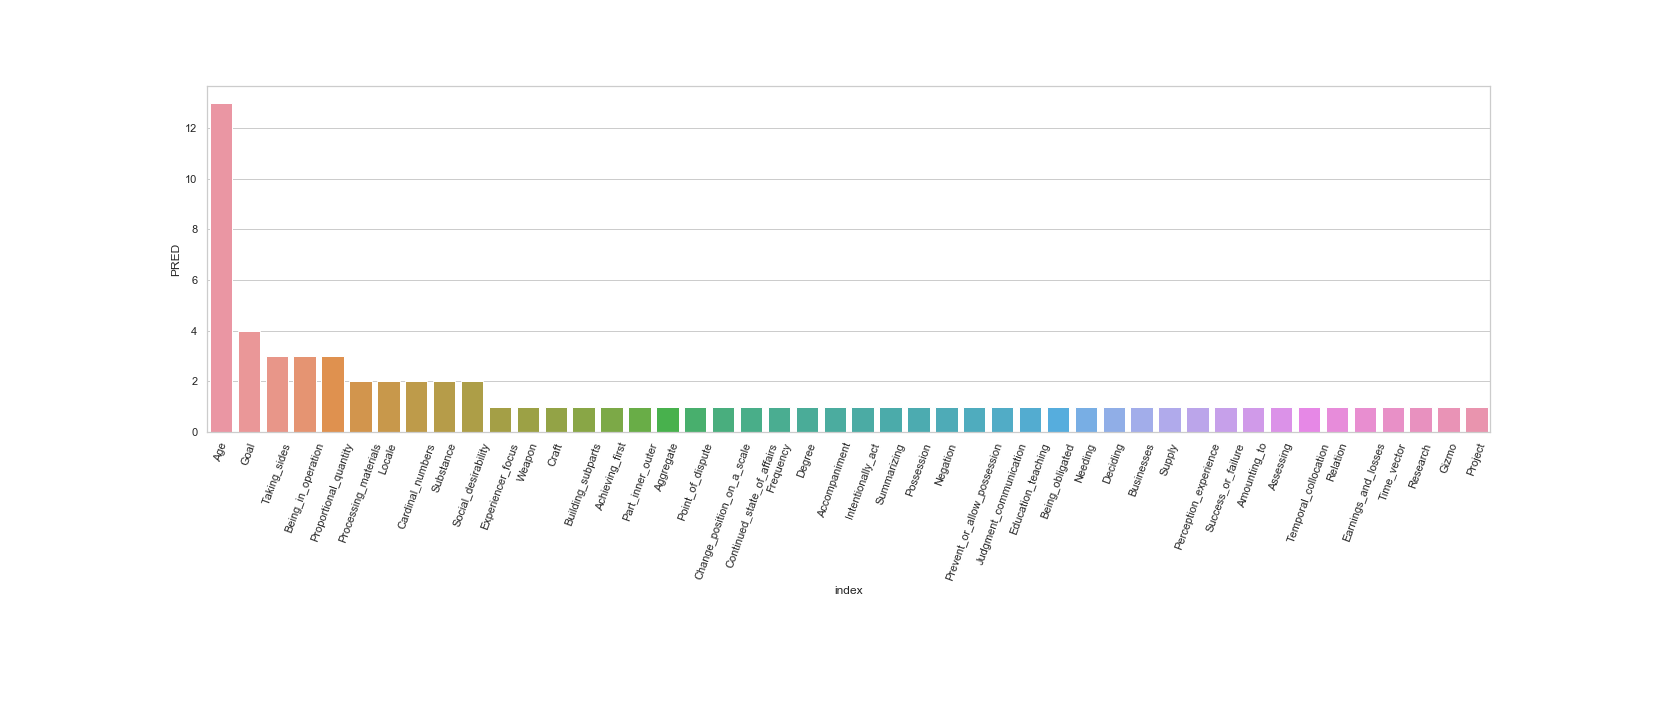 12
10
8
6
4
2
0
PRED
Age
Goal
Taking_sides
Being_in_operation
Proportional_quantity
Processing_materials
Locale
Cardinal_numbers
Substance
Social_desirability
Experiencer_focus
Weapon
Craft
Building_subparts
Achieving_first
Part_inner_outer
Aggregate
Point_of_dispute
Change_position_on_a_scale
Continued_state_of_affairs
Frequency
Degree
Accompaniment
Intentionally_act
Summarizing
Possession
Negation
Prevent_or_allow_possession
Judgment_communication
Education_teaching
Being_obligated
Needing
Deciding
Businesses
Supply
Perception_experience
Success_or_failure
Amounting_to
Assessing
Temporal_collocation
Relation
Earnings_and_losses
Time_vector
Research
Gizmo
Project
index